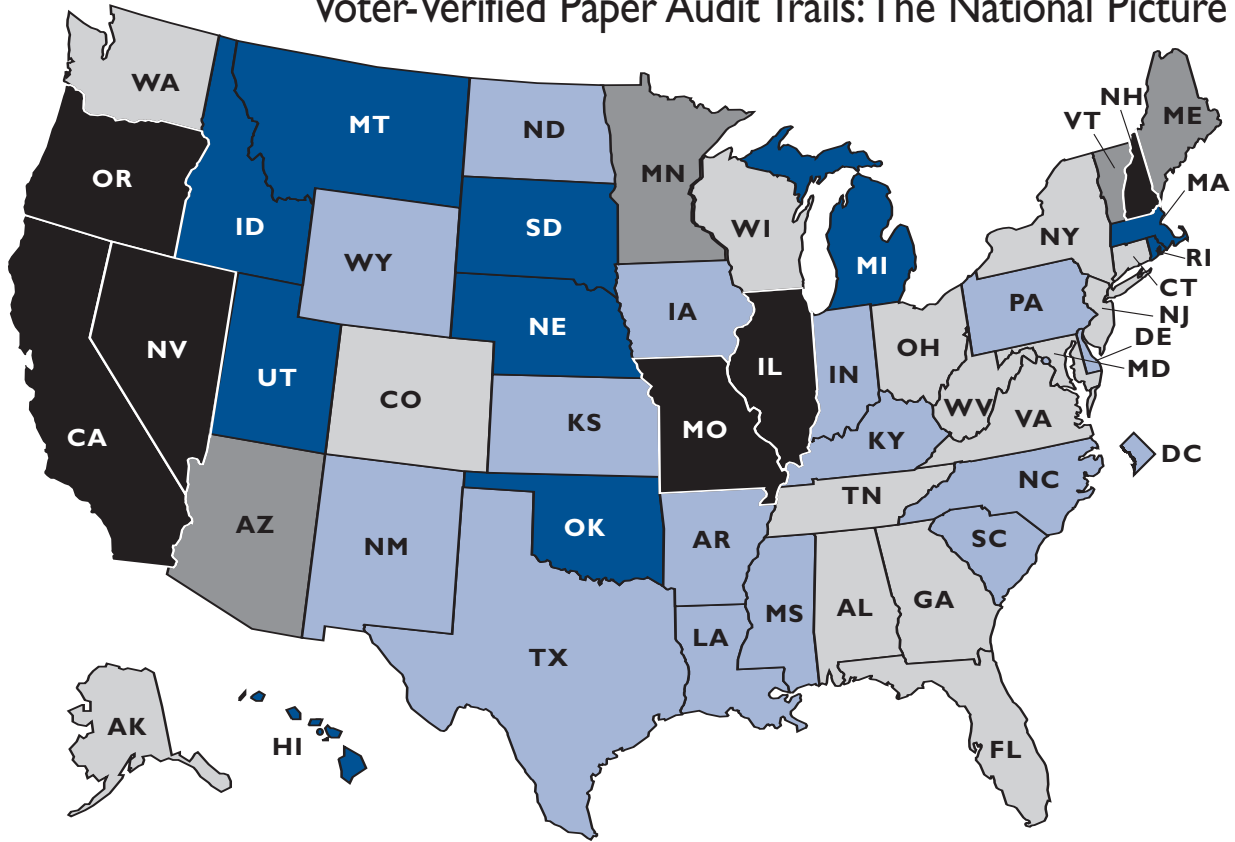 Voter-Verified Paper Audit Trails: The National Picture
WA
MT
ND
MN
NH
VT
ME
OR
ID
SD
WI
MA
WY
MI
NY
RI
CT
IA
PA
NJ
NE
DE
NV
IL
OH
MD
UT
IN
CO
WV
VA
KS
MO
KY
CA
DC
NC
TN
AZ
OK
AR
SC
NM
AL
GA
MS
LA
TX
AK
HI
FL